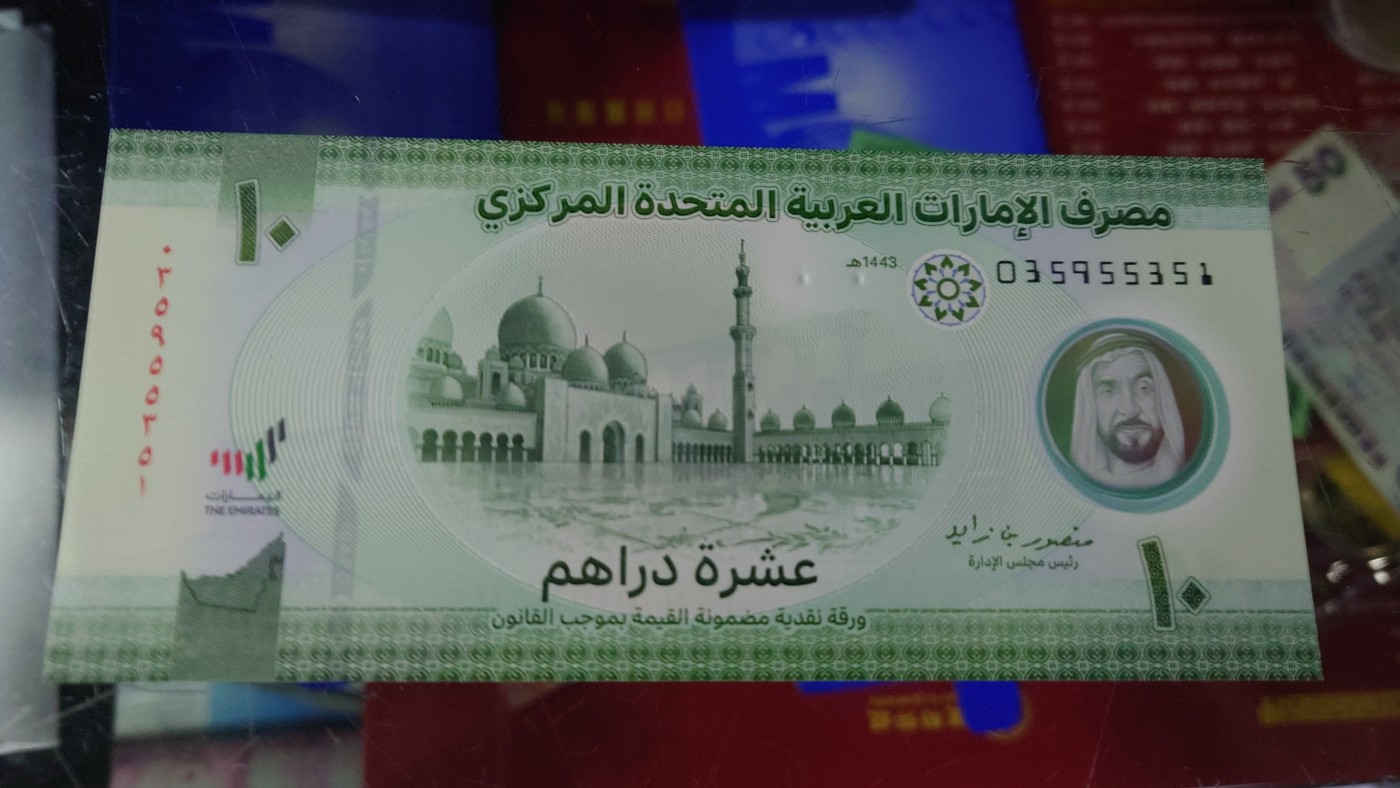 مصرف الإمارات العربية المتحدة المركزي
١٠
1443هـ
035955351
٠٣٥٩٥٥٣٥١
الإمارات
THE EMIRATES
منصور بن زايد
رئيس مجلس الإدارة
١٠
عشرة دراهم
ورقة نقدية مضمونة القيمة بموجب القانون
50